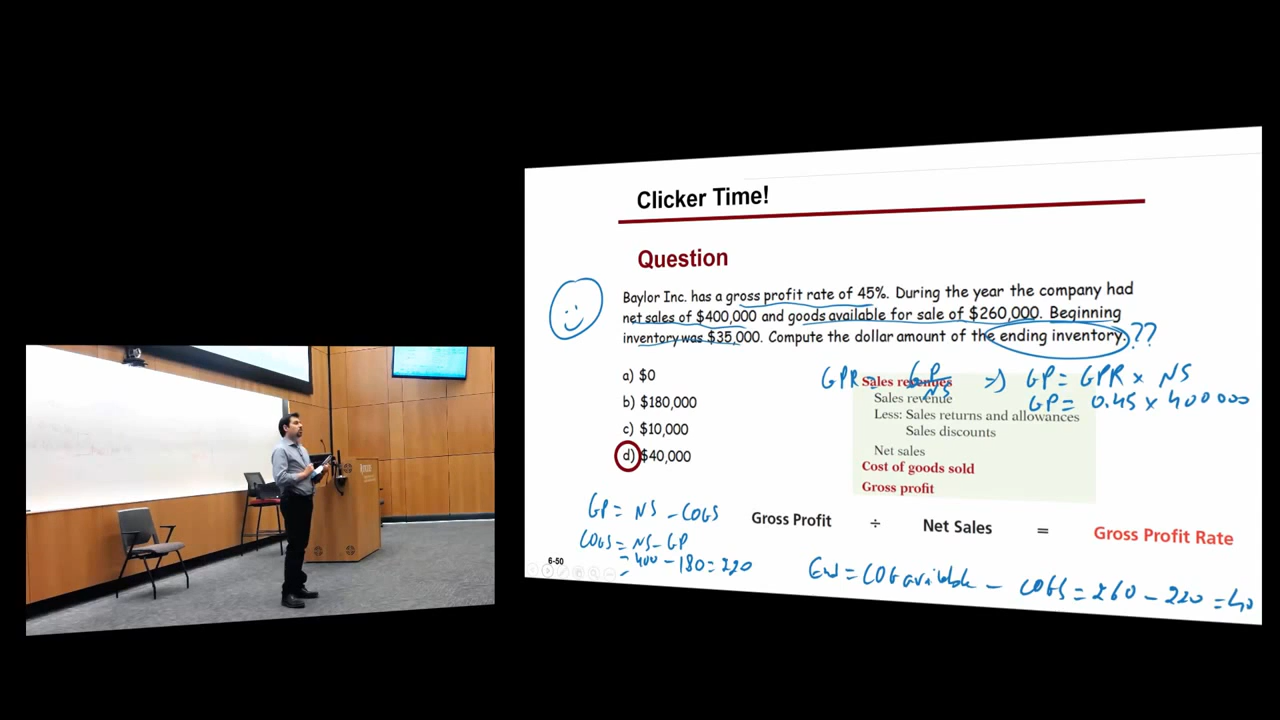 Clicker Time!
Question
Baylor Inc. has a gross profit rate of 45%. During the year the company had
net sales of $400,000 and goods available for sale of $260,000. Beginning
inventory was $35,000. Compute the dollar amount of the ending inventory. ??
a) $0
b) $180,000
c) $10,000
d) $40,000
GPR = GP/NS => GP = GPR x NS
GP = 0.45 x 400 000
Sales revenues
Sales revenue
Less: Sales returns and allowances
Sales discounts
Net sales
Cost of goods sold
Gross profit
GP = NS - COGS
COGS = NS - GP
= 400 - 180 = 220
Gross Profit ÷ Net Sales = Gross Profit Rate
End = COG available - COGS = 260 - 220 = 40
6-50